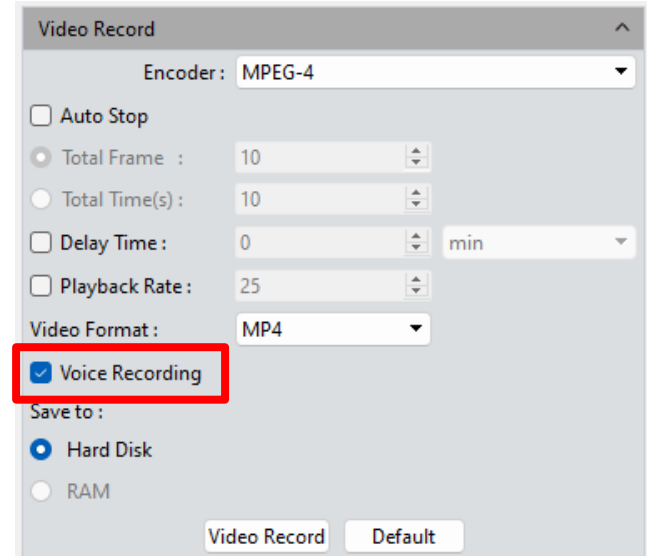 Video Record
Encoder : MPEG-4
Auto Stop
Total Frame : 10
Total Time(s) : 10
Delay Time : 0 min
Playback Rate : 25
Video Format : MP4
Voice Recording
Save to :
Hard Disk
RAM
Video Record Default